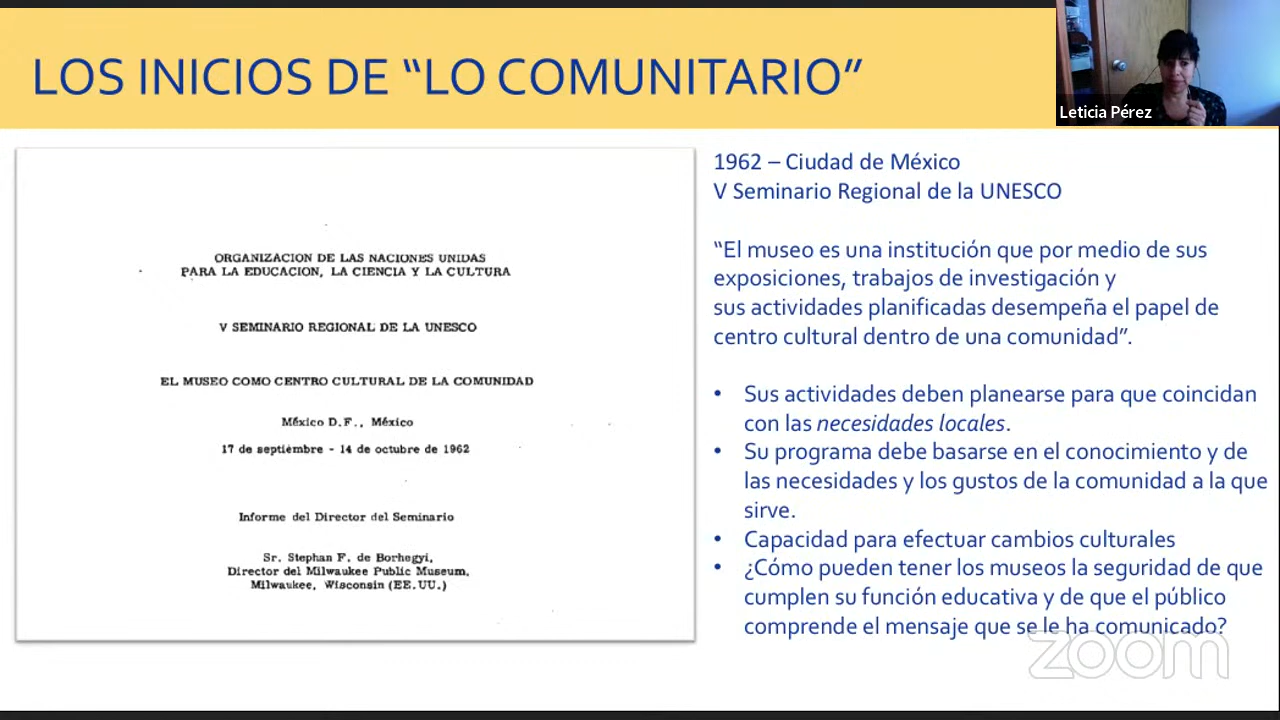 LOS INICIOS DE “LO COMUNITARIO”
Leticia Pérez
ORGANIZACION DE LAS NACIONES UNIDAS
PARA LA EDUCACION, LA CIENCIA Y LA CULTURA
V SEMINARIO REGIONAL DE LA UNESCO
EL MUSEO COMO CENTRO CULTURAL DE LA COMUNIDAD
México D.F., México
17 de septiembre - 14 de octubre de 1962
Informe del Director del Seminario
Sr. Stephan F. de Borhegyi,
Director del Milwaukee Public Museum,
Milwaukee, Wisconsin (EE.UU.)
1962 – Ciudad de México
V Seminario Regional de la UNESCO
“El museo es una institución que por medio de sus
exposiciones, trabajos de investigación y
sus actividades planificadas desempeña el papel de
centro cultural dentro de una comunidad”.
• Sus actividades deben planearse para que coincidan
con las necesidades locales.
• Su programa debe basarse en el conocimiento y de
las necesidades y los gustos de la comunidad a la que
sirve.
• Capacidad para efectuar cambios culturales
• ¿Cómo pueden tener los museos la seguridad de que
cumplen su función educativa y de que el público
comprende el mensaje que se le ha comunicado?
zoom